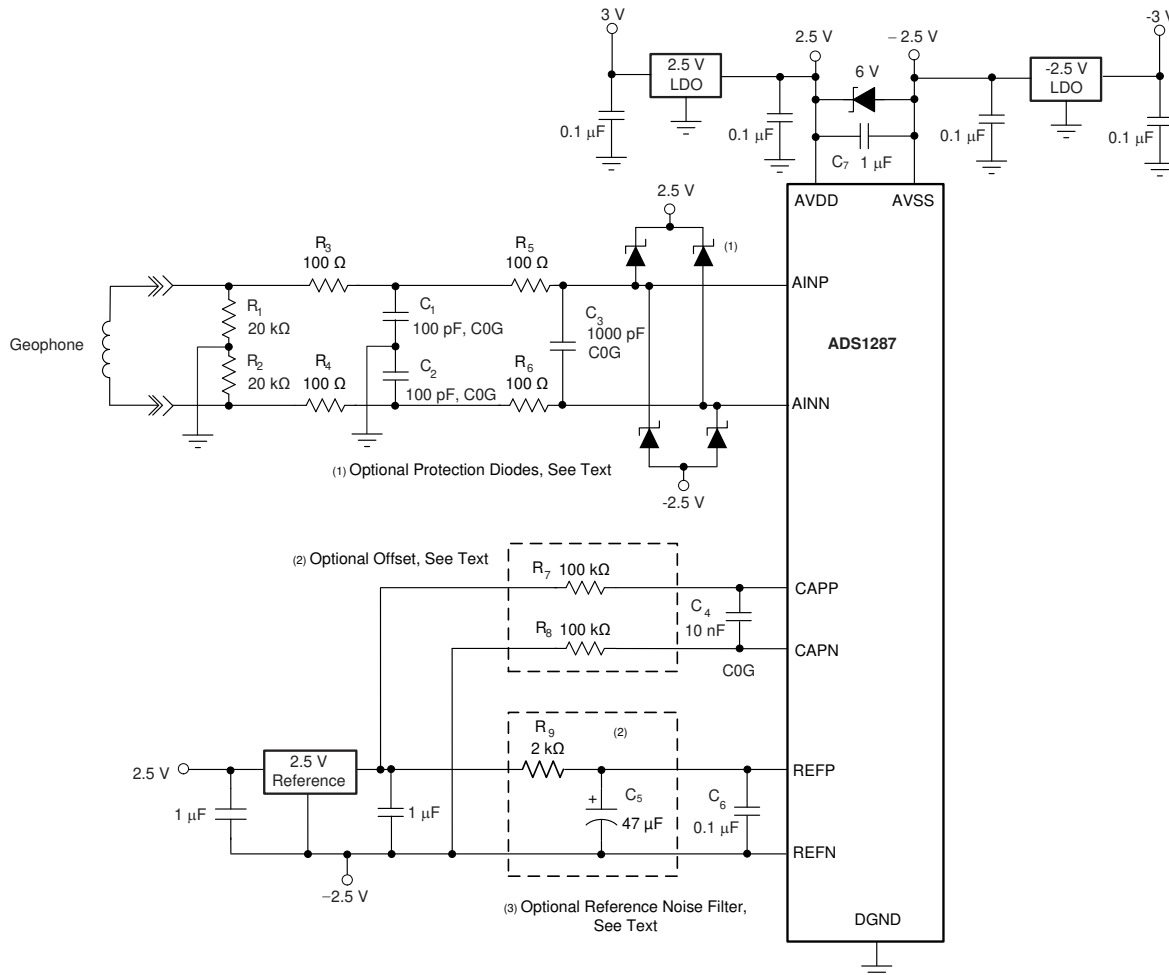 3 V
2.5 V
− 2.5 V
-3 V
2.5 V
LDO
6 V
-2.5 V
LDO
0.1 µF
0.1 µF
C7 1 µF
0.1 µF
0.1 µF
AVDD
AVSS
2.5 V
(1)
R3
100 Ω
R5
100 Ω
AINP
R1
20 kΩ
C1
100 pF, C0G
C3
1000 pF
C0G
ADS1287
Geophone
R2
20 kΩ
R4
100 Ω
C2
100 pF, C0G
R6
100 Ω
AINN
(1) Optional Protection Diodes, See Text
-2.5 V
(2) Optional Offset, See Text
R7 100 kΩ
CAPP
C4
10 nF
R8 100 kΩ
CAPN
C0G
R9
2 kΩ
(2)
2.5 V
2.5 V
Reference
REFP
1 µF
1 µF
+
C5
47 µF
C6
0.1 µF
REFN
−2.5 V
(3) Optional Reference Noise Filter,
See Text
DGND